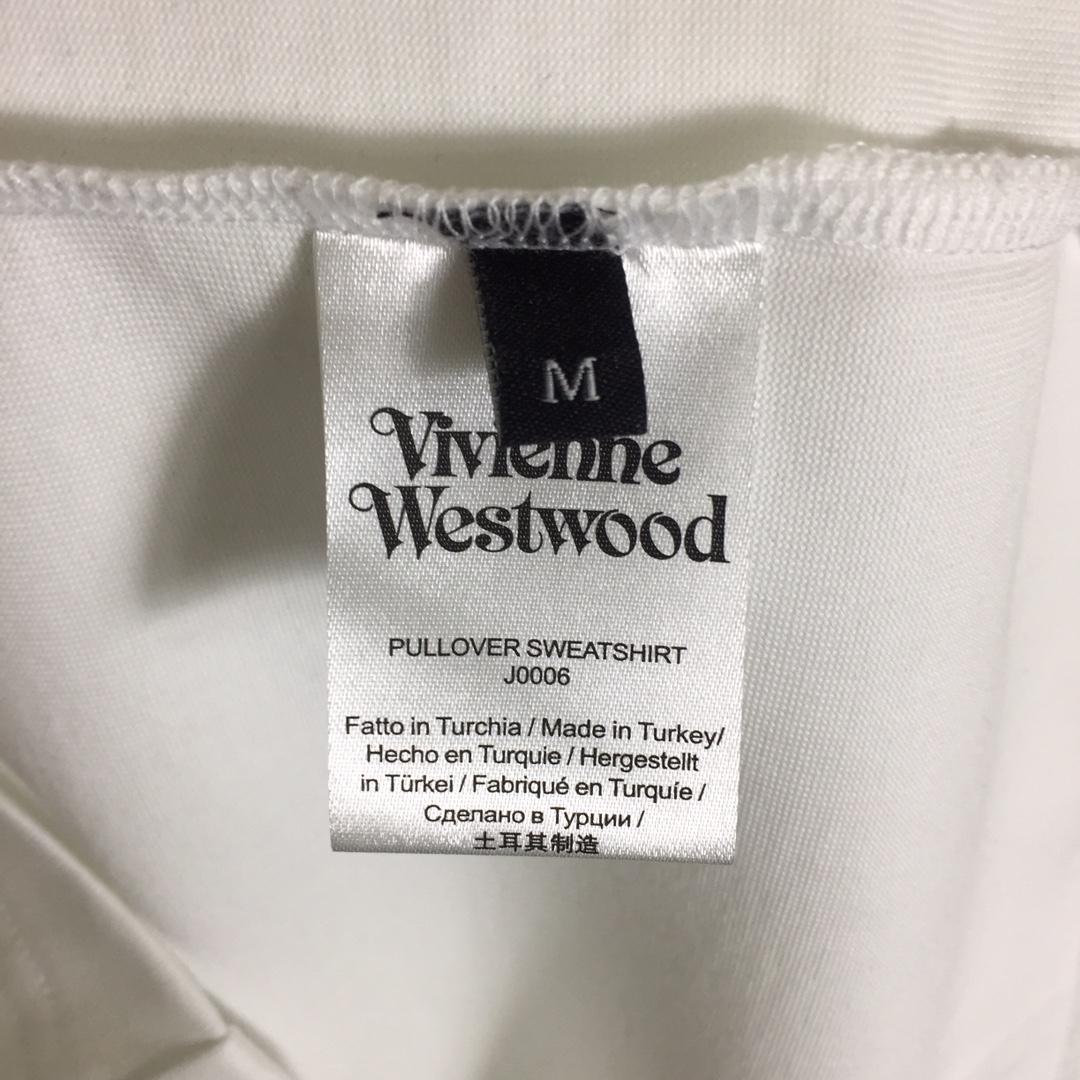 M
Vivienne
Westwood
PULLOVER SWEATSHIRT
J0006
Fatto in Turchia / Made in Turkey/
Hecho en Turquie / Hergestellt
in Türkei / Fabriqué en Turquíe /
Сделано в Турции /
土耳其制造